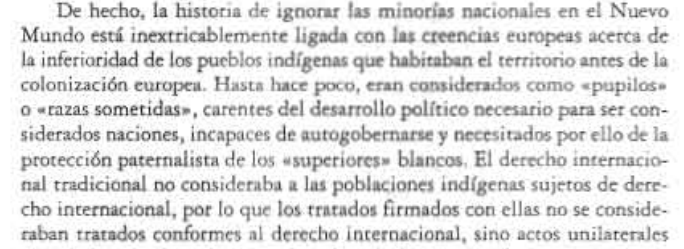 De hecho, la historia de ignorar las minorías nacionales en el Nuevo
Mundo está inextricablemente ligada con las creencias europeas acerca de
la inferioridad de los pueblos indígenas que habitaban el territorio antes de la
colonización europea. Hasta hace poco, eran considerados como «pupilos»
o «razas sometidas», carentes del desarrollo político necesario para ser con-
siderados naciones, incapaces de autogobernarse y necesitados por ello de la
protección paternalista de los «superiores» blancos. El derecho internacio-
nal tradicional no consideraba a las poblaciones indígenas sujetos de dere-
cho internacional, por lo que los tratados firmados con ellas no se conside-
raban tratados conformes al derecho internacional, sino actos unilaterales